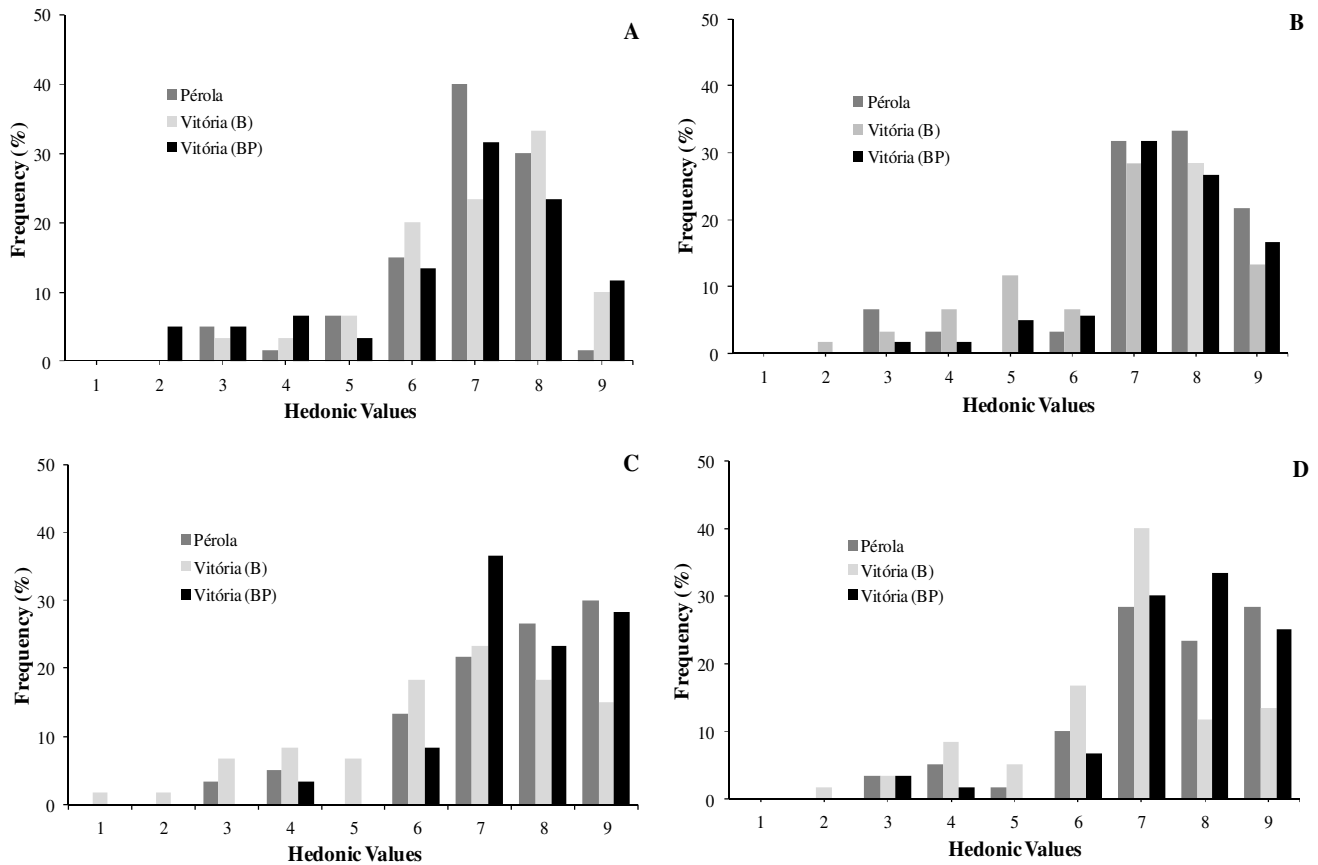 A
50
40
30
20
10
0
Frequency (%)
Pérola
Vitória (B)
Vitória (BP)
1 2 3 4 5 6 7 8 9
Hedonic Values
B
50
40
30
20
10
0
Frequency (%)
Pérola
Vitória (B)
Vitória (BP)
1 2 3 4 5 6 7 8 9
Hedonic Values
C
50
40
30
20
10
0
Frequency (%)
Pérola
Vitória (B)
Vitória (BP)
1 2 3 4 5 6 7 8 9
Hedonic Values
D
50
40
30
20
10
0
Frequency (%)
Pérola
Vitória (B)
Vitória (BP)
1 2 3 4 5 6 7 8 9
Hedonic Values